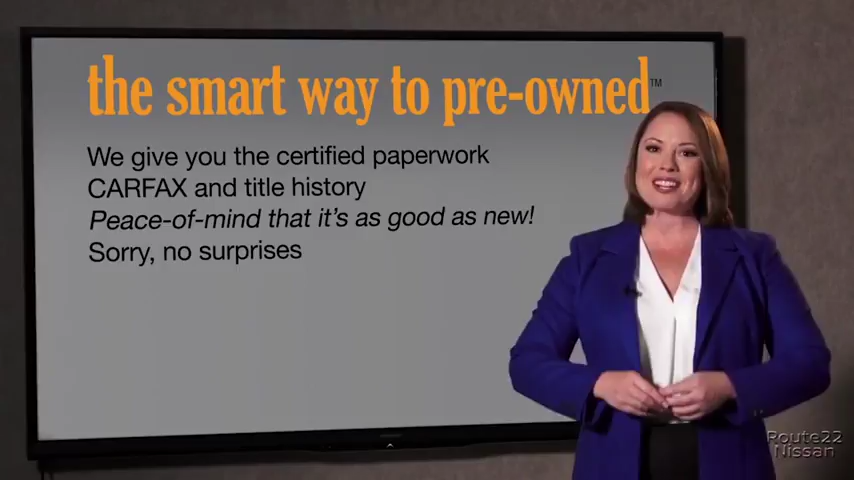 the smart way to pre-owned™
We give you the certified paperwork
CARFAX and title history
Peace-of-mind that it's as good as new!
Sorry, no surprises
Route22
Nissan